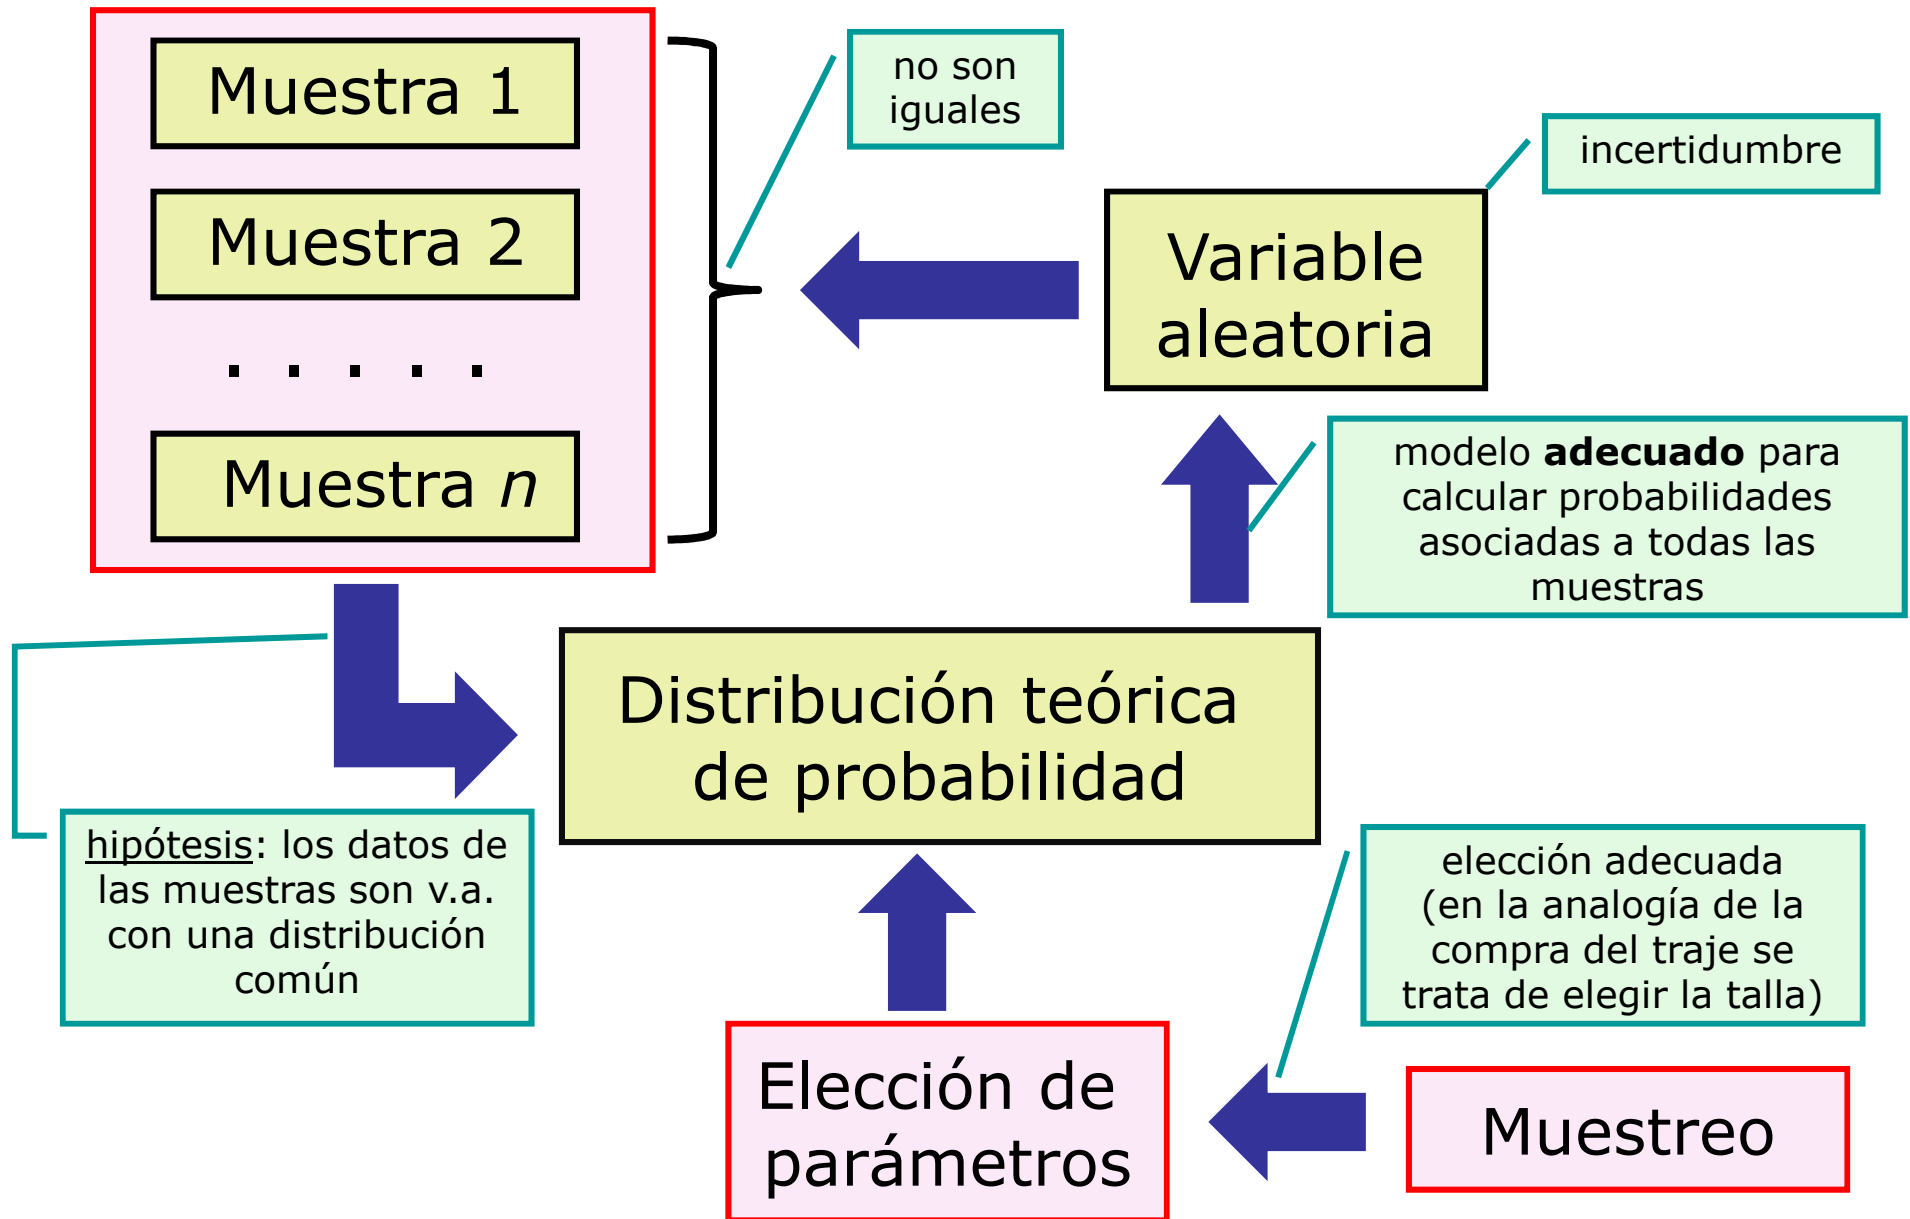 Muestra 1
Muestra 2
. . . . .
Muestra n
no son
iguales
incertidumbre
Variable
aleatoria
modelo adecuado para
calcular probabilidades
asociadas a todas las
muestras
Distribución teórica
de probabilidad
hipótesis: los datos de
las muestras son v.a.
con una distribución
común
elección adecuada
(en la analogía de la
compra del traje se
trata de elegir la talla)
Elección de
parámetros
Muestreo